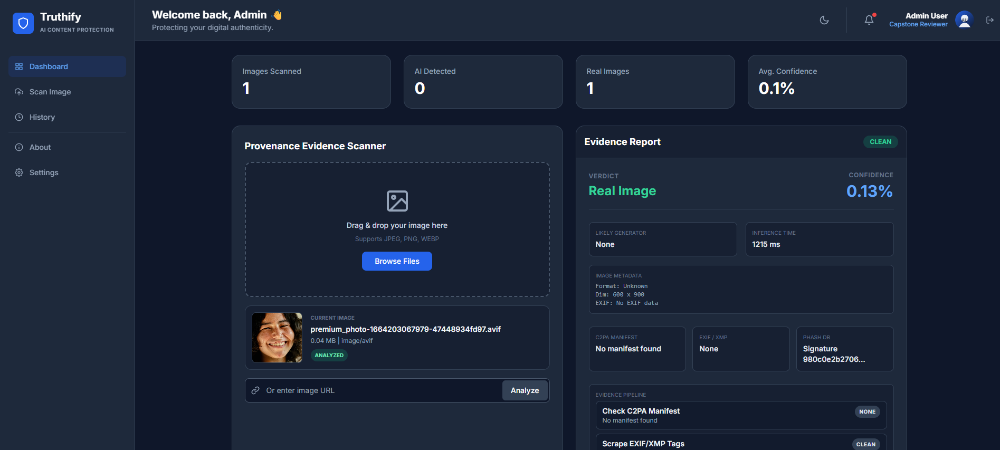 Truthify
AI CONTENT PROTECTION
Dashboard
Scan Image
History
About
Settings
Welcome back, Admin 👋
Protecting your digital authenticity.
Admin User
Capstone Reviewer
AU
Images Scanned
1
AI Detected
0
Real Images
1
Avg. Confidence
0.1%
Provenance Evidence Scanner
Drag & drop your image here
Supports JPEG, PNG, WEBP
Browse Files
CURRENT IMAGE
premium_photo-1664203067979-47448934fd97.avif
0.04 MB | image/avif
ANALYZED
Or enter image URL
Analyze
Evidence Report
CLEAN
VERDICT
Real Image
CONFIDENCE
0.13%
LIKELY GENERATOR
None
INFERENCE TIME
1215 ms
IMAGE METADATA
Format: Unknown
Dim: 600 x 900
EXIF: No EXIF data
C2PA MANIFEST
No manifest found
EXIF / XMP
None
PHASH DB
Signature
980c0e2b2706...
EVIDENCE PIPELINE
Check C2PA Manifest
No manifest found
NONE
Scrape EXIF/XMP Tags
CLEAN